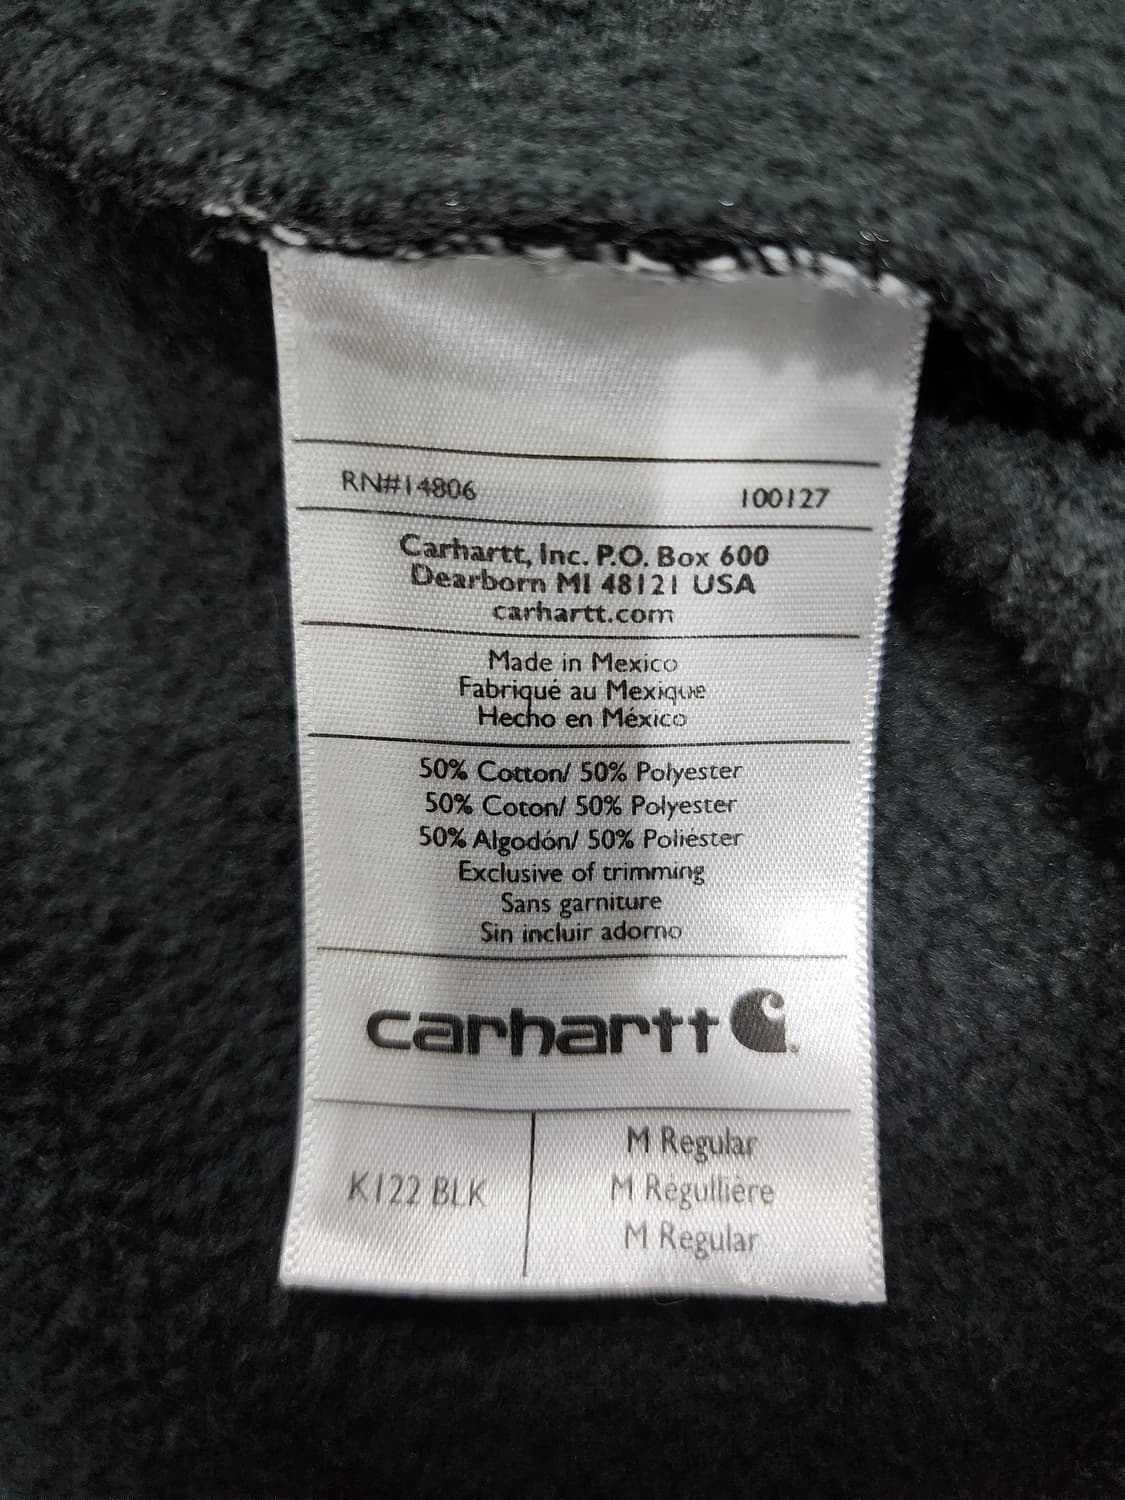 RN#14806 100127
Carhartt, Inc. P.O. Box 600
Dearborn MI 48121 USA
carhartt.com
Made in Mexico
Fabriqué au Mexique
Hecho en México
50% Cotton/ 50% Polyester
50% Coton/ 50% Polyester
50% Algodón/ 50% Poliéster
Exclusive of trimming
Sans garniture
Sin incluir adorno
carhartt
K122 BLK
M Regular
M Régullière
M Regular